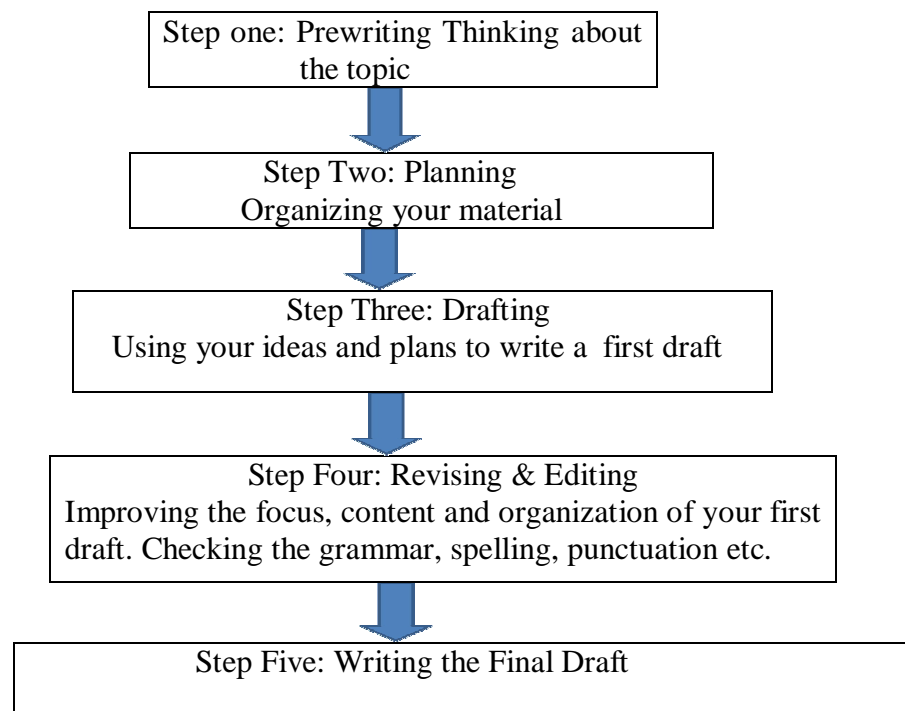 Step one: Prewriting Thinking about
the topic
Step Two: Planning
Organizing your material
Step Three: Drafting
Using your ideas and plans to write a first draft
Step Four: Revising & Editing
Improving the focus, content and organization of your first
draft. Checking the grammar, spelling, punctuation etc.
Step Five: Writing the Final Draft